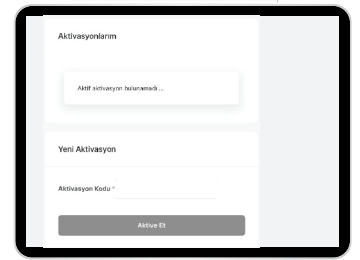 Aktivasyonlarım
Aktif aktivasyon bulunamadı ...
Yeni Aktivasyon
Aktivasyon Kodu *
Aktive Et